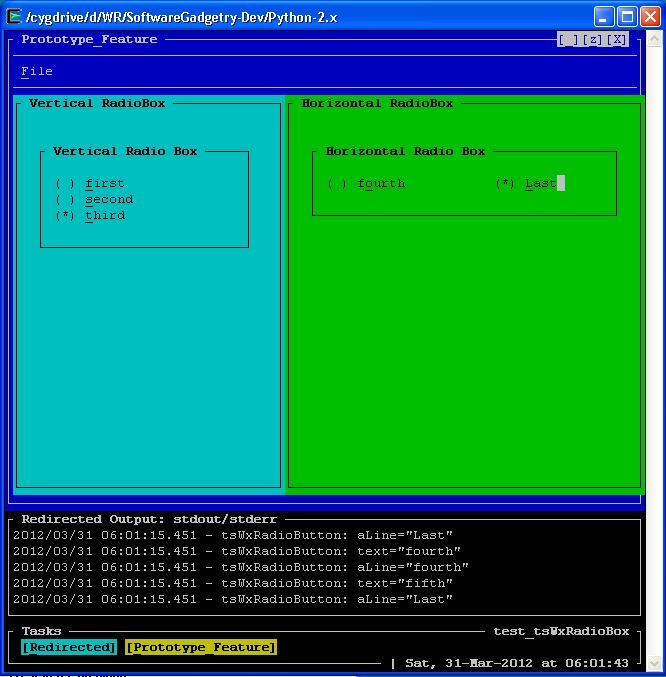 /cygdrive/d/WR/SoftwareGadgetry-Dev/Python-2.x
Prototype_Feature [_][z][X]
File
Vertical RadioBox
Vertical Radio Box
( ) first
( ) second
(*) third
Horizontal RadioBox
Horizontal Radio Box
( ) fourth (*) Last
Redirected Output: stdout/stderr
2012/03/31 06:01:15.451 - tsWxRadioButton: aLine="Last"
2012/03/31 06:01:15.451 - tsWxRadioButton: text="fourth"
2012/03/31 06:01:15.451 - tsWxRadioButton: aLine="fourth"
2012/03/31 06:01:15.451 - tsWxRadioButton: text="fifth"
2012/03/31 06:01:15.451 - tsWxRadioButton: aLine="Last"
Tasks test_tsWxRadioBox
[Redirected] [Prototype_Feature]
| Sat, 31-Mar-2012 at 06:01:43